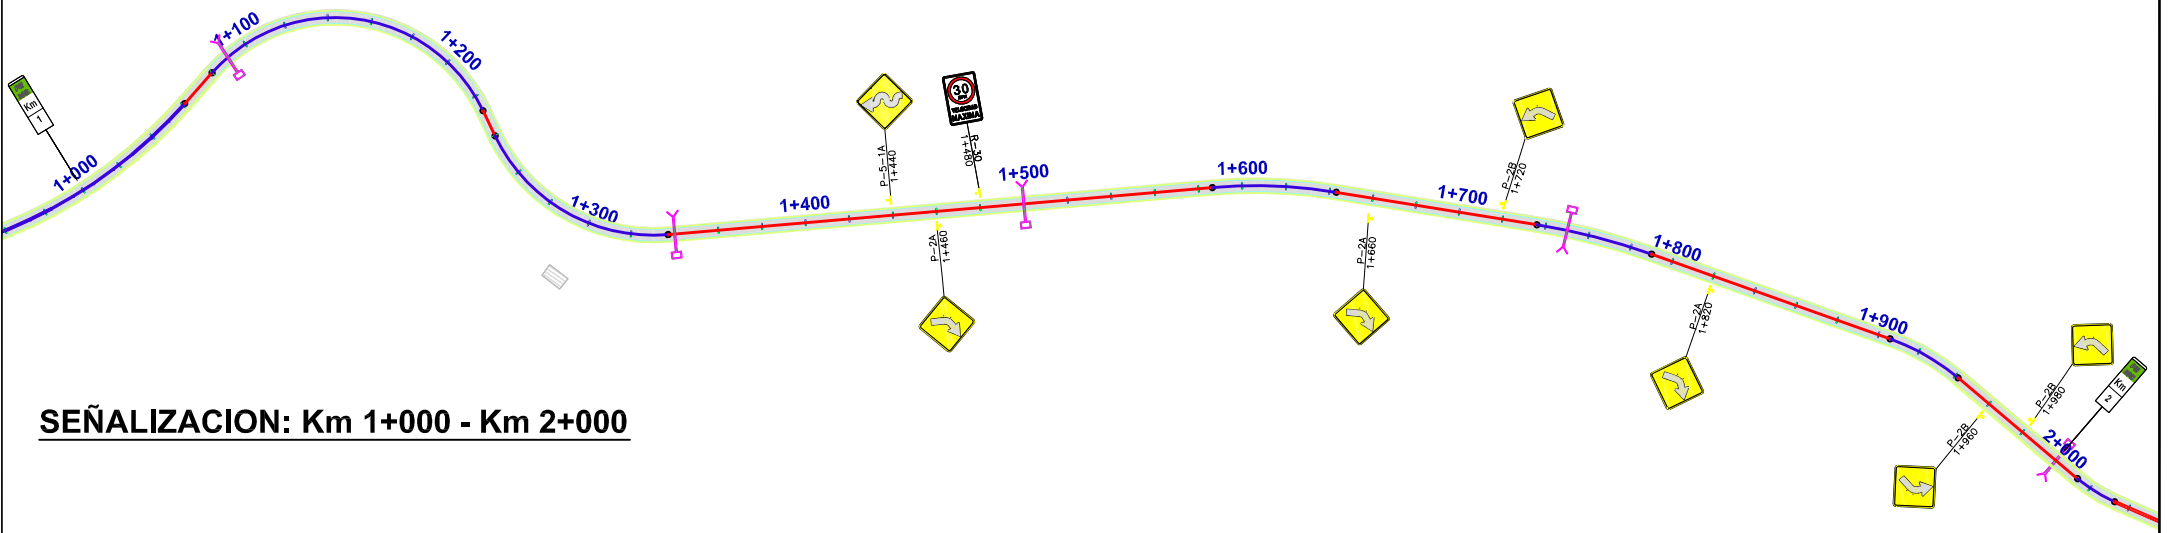 1+100
1+200
Km
1
1+000
1+300
P-5-1A
1+440
30
KPH
VELOCIDAD
MAXIMA
R-30
1+480
1+400
1+500
P-2A
1+460
1+600
P-2A
1+660
P-2B
1+720
1+700
1+800
P-2A
1+820
1+900
P-2B
1+960
P-2B
1+980
Km
2
2+000
SEÑALIZACION: Km 1+000 - Km 2+000